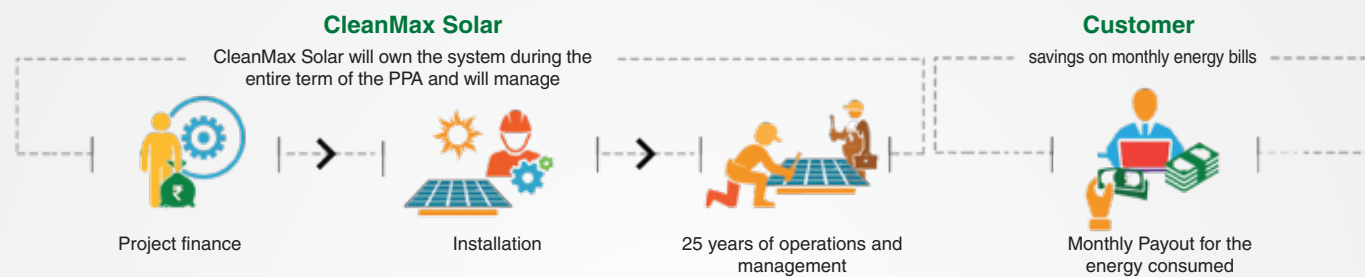 CleanMax Solar
CleanMax Solar will own the system during the
entire term of the PPA and will manage
Customer
savings on monthly energy bills
₹
Project finance
Installation
25 years of operations and
management
Monthly Payout for the
energy consumed